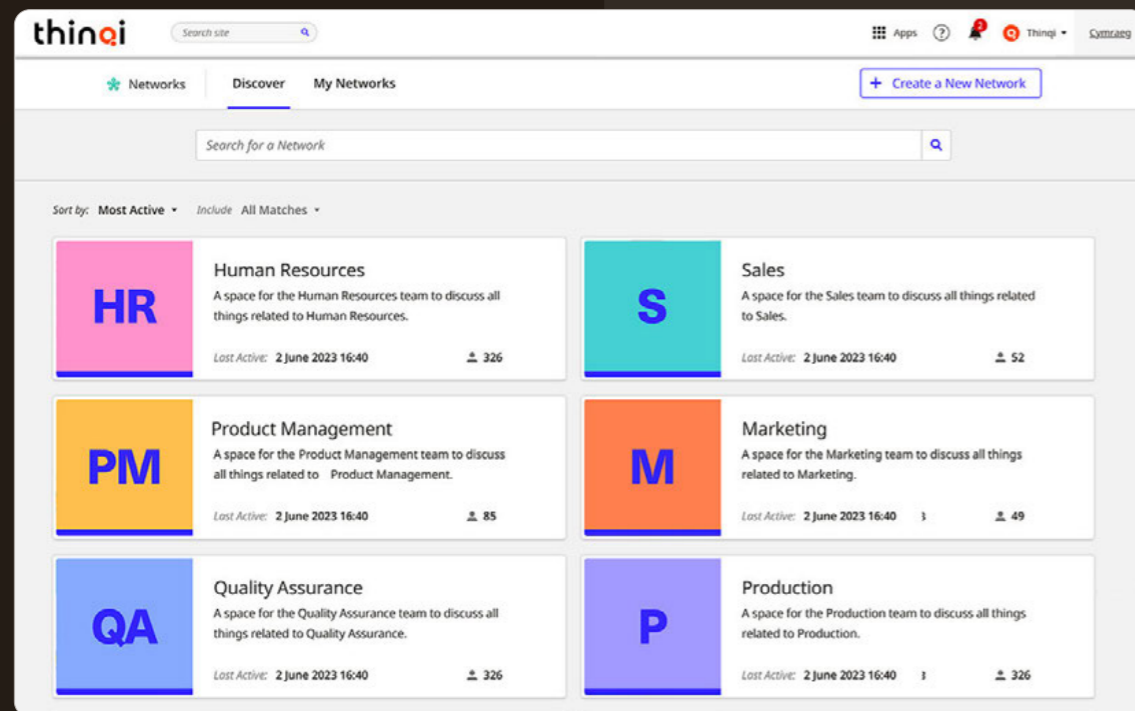 thinqi
Search site
Apps
?
2
Thinqi
Cymraeg
Networks
Discover
My Networks
+ Create a New Network
Search for a Network
Sort by: Most Active
Include All Matches
HR
Human Resources
A space for the Human Resources team to discuss all
things related to Human Resources.
Last Active: 2 June 2023 16:40
326
S
Sales
A space for the Sales team to discuss all things related
to Sales.
Last Active: 2 June 2023 16:40
52
PM
Product Management
A space for the Product Management team to discuss
all things related to Product Management.
Last Active: 2 June 2023 16:40
85
M
Marketing
A space for the Marketing team to discuss all things
related to Marketing.
Last Active: 2 June 2023 16:40
49
QA
Quality Assurance
A space for the Quality Assurance team to discuss all
things related to Quality Assurance.
Last Active: 2 June 2023 16:40
326
P
Production
A space for the Production team to discuss all things
related to Production.
Last Active: 2 June 2023 16:40
326